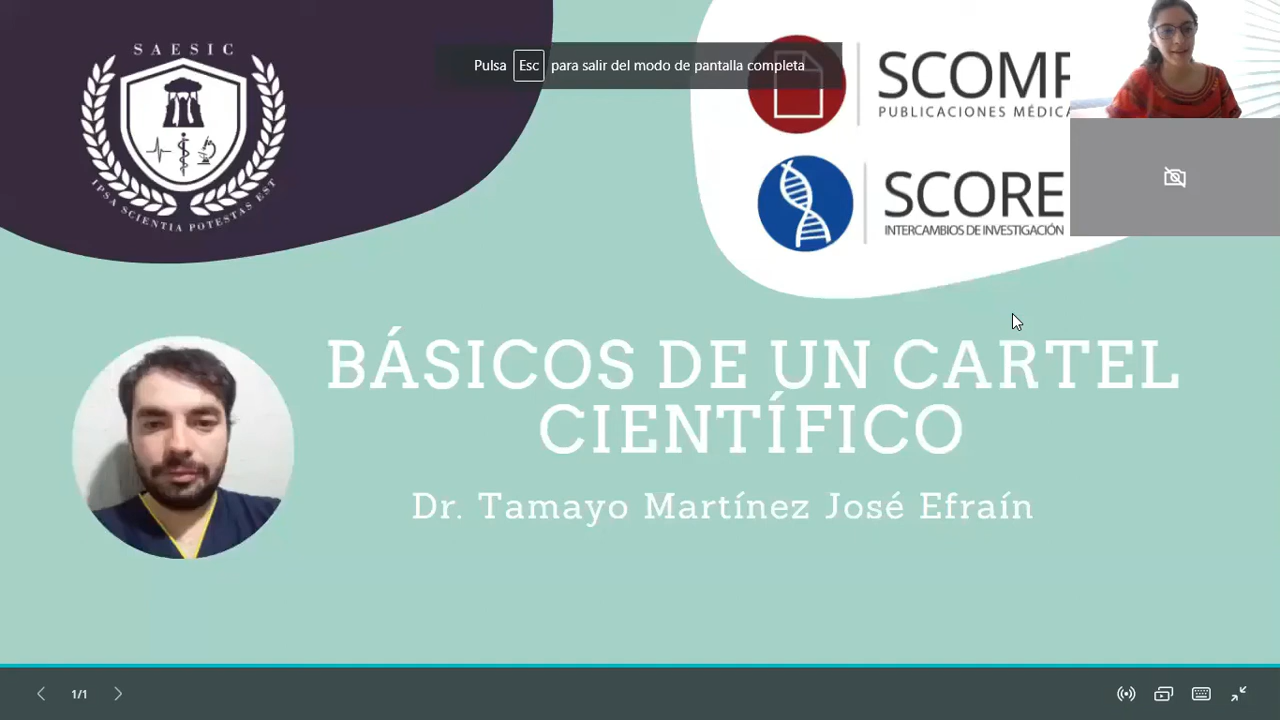 SAESIC
IPSA SCIENTIA POTESTAS EST
Pulsa Esc para salir del modo de pantalla completa
SCOMP
PUBLICACIONES MÉDICA
SCORE
INTERCAMBIOS DE INVESTIGACIÓN
BÁSICOS DE UN CARTEL
CIENTÍFICO
Dr. Tamayo Martínez José Efraín
1/1